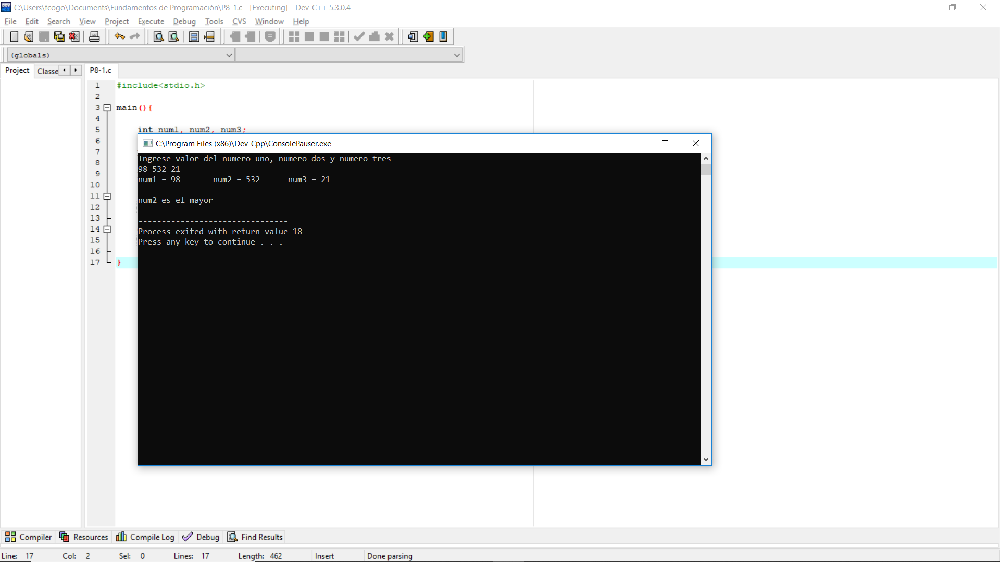 C:\Users\fcogo\Documents\Fundamentos de Programación\P8-1.c - [Executing] - Dev-C++ 5.3.0.4
File Edit Search View Project Execute Debug Tools CVS Window Help
(globals)
Project Classe P8-1.c
1 #include<stdio.h>
2
3 main(){
4
5 int num1, num2, num3;
6
7
8
9
10
11
12
13
14
15
16
17 }
C:\Program Files (x86)\Dev-Cpp\ConsolePauser.exe
Ingrese valor del numero uno, numero dos y numero tres
98 532 21
num1 = 98 num2 = 532 num3 = 21
num2 es el mayor
--------------------------------
Process exited with return value 18
Press any key to continue . . .
Compiler Resources Compile Log Debug Find Results
Line: 17 Col: 2 Sel: 0 Lines: 17 Length: 462 Insert Done parsing